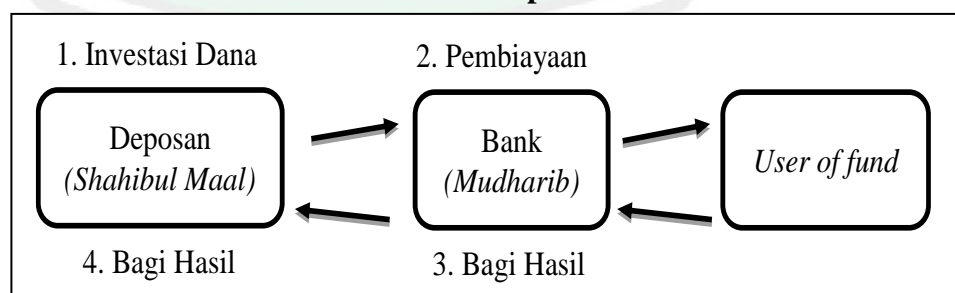 1. Investasi Dana
2. Pembiayaan
Deposan
(Shahibul Maal)
Bank
(Mudharib)
User of fund
4. Bagi Hasil
3. Bagi Hasil